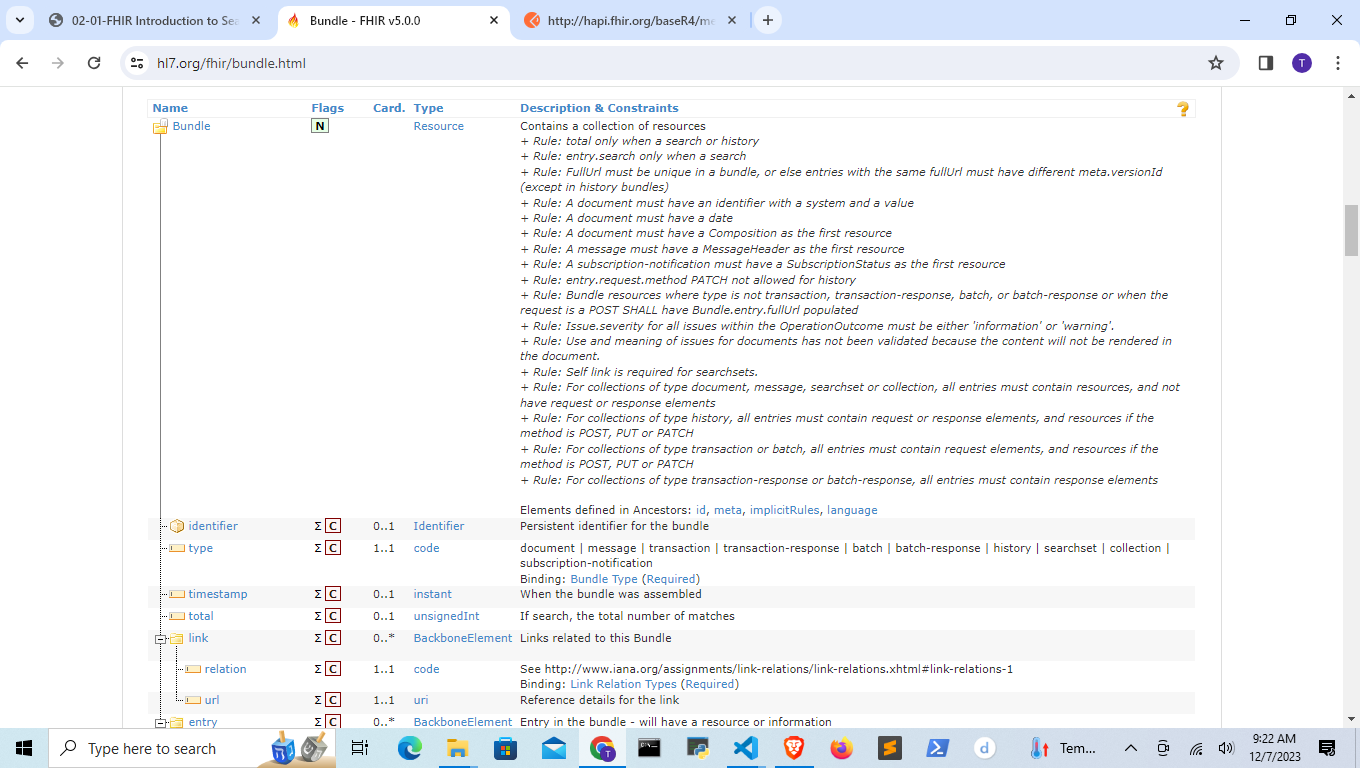 02-01-FHIR Introduction to Sea
Bundle - FHIR v5.0.0
http://hapi.fhir.org/baseR4/me
hl7.org/fhir/bundle.html
T
Name Flags Card. Type Description & Constraints
Bundle N Resource Contains a collection of resources
+ Rule: total only when a search or history
+ Rule: entry.search only when a search
+ Rule: FullUrl must be unique in a bundle, or else entries with the same fullUrl must have different meta.versionId
(except in history bundles)
+ Rule: A document must have an identifier with a system and a value
+ Rule: A document must have a date
+ Rule: A document must have a Composition as the first resource
+ Rule: A message must have a MessageHeader as the first resource
+ Rule: A subscription-notification must have a SubscriptionStatus as the first resource
+ Rule: entry.request.method PATCH not allowed for history
+ Rule: Bundle resources where type is not transaction, transaction-response, batch, or batch-response or when the
request is a POST SHALL have Bundle.entry.fullUrl populated
+ Rule: Issue.severity for all issues within the OperationOutcome must be either 'information' or 'warning'.
+ Rule: Use and meaning of issues for documents has not been validated because the content will not be rendered in
the document.
+ Rule: Self link is required for searchsets.
+ Rule: For collections of type document, message, searchset or collection, all entries must contain resources, and not
have request or response elements
+ Rule: For collections of type history, all entries must contain request or response elements, and resources if the
method is POST, PUT or PATCH
+ Rule: For collections of type transaction or batch, all entries must contain request elements, and resources if the
method is POST, PUT or PATCH
+ Rule: For collections of type transaction-response or batch-response, all entries must contain response elements
Elements defined in Ancestors: id, meta, implicitRules, language
identifier Σ C 0..1 Identifier Persistent identifier for the bundle
type Σ C 1..1 code document | message | transaction | transaction-response | batch | batch-response | history | searchset | collection |
subscription-notification
Binding: Bundle Type (Required)
timestamp Σ C 0..1 instant When the bundle was assembled
total Σ C 0..1 unsignedInt If search, the total number of matches
link Σ C 0..* BackboneElement Links related to this Bundle
relation Σ C 1..1 code See http://www.iana.org/assignments/link-relations/link-relations.xhtml#link-relations-1
Binding: Link Relation Types (Required)
url Σ C 1..1 uri Reference details for the link
entry Σ C 0..* BackboneElement Entry in the bundle - will have a resource or information
Type here to search
T
d
Tem...
9:22 AM
12/7/2023